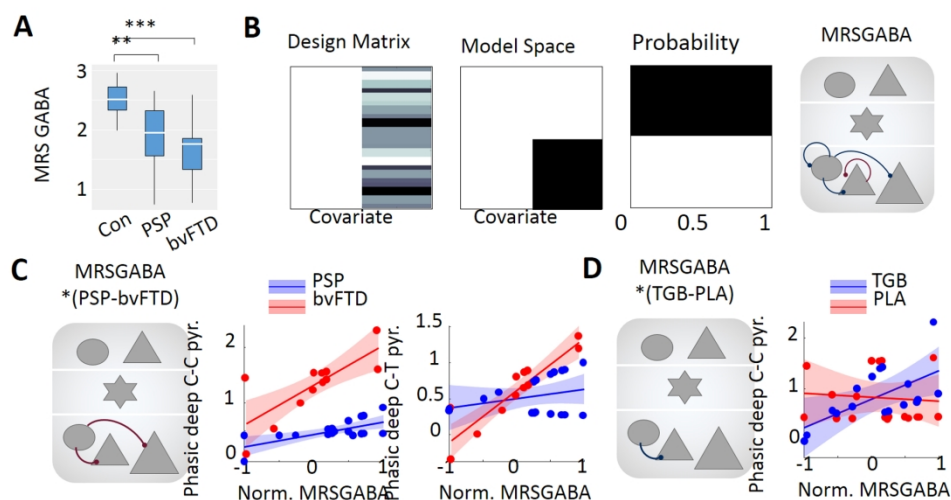 A
***
**
MRS GABA
3
2
1
Con
PSP
bvFTD
B
Design Matrix
Covariate
Model Space
Covariate
Probability
0
1
MRSGABA
C
MRSGABA
*(PSP-bvFTD)
PSP
bvFTD
Phasic deep C-C pyr.
2
1
0
-1
0
1
Norm. MRSGABA
Phasic deep C-T pyr.
1.5
1
0.5
0
-1
0
1
Norm. MRSGABA
D
MRSGABA
*(TGB-PLA)
TGB
PLA
Phasic deep C-C pyr.
2
1
0
-1
0
1
Norm. MRSGABA